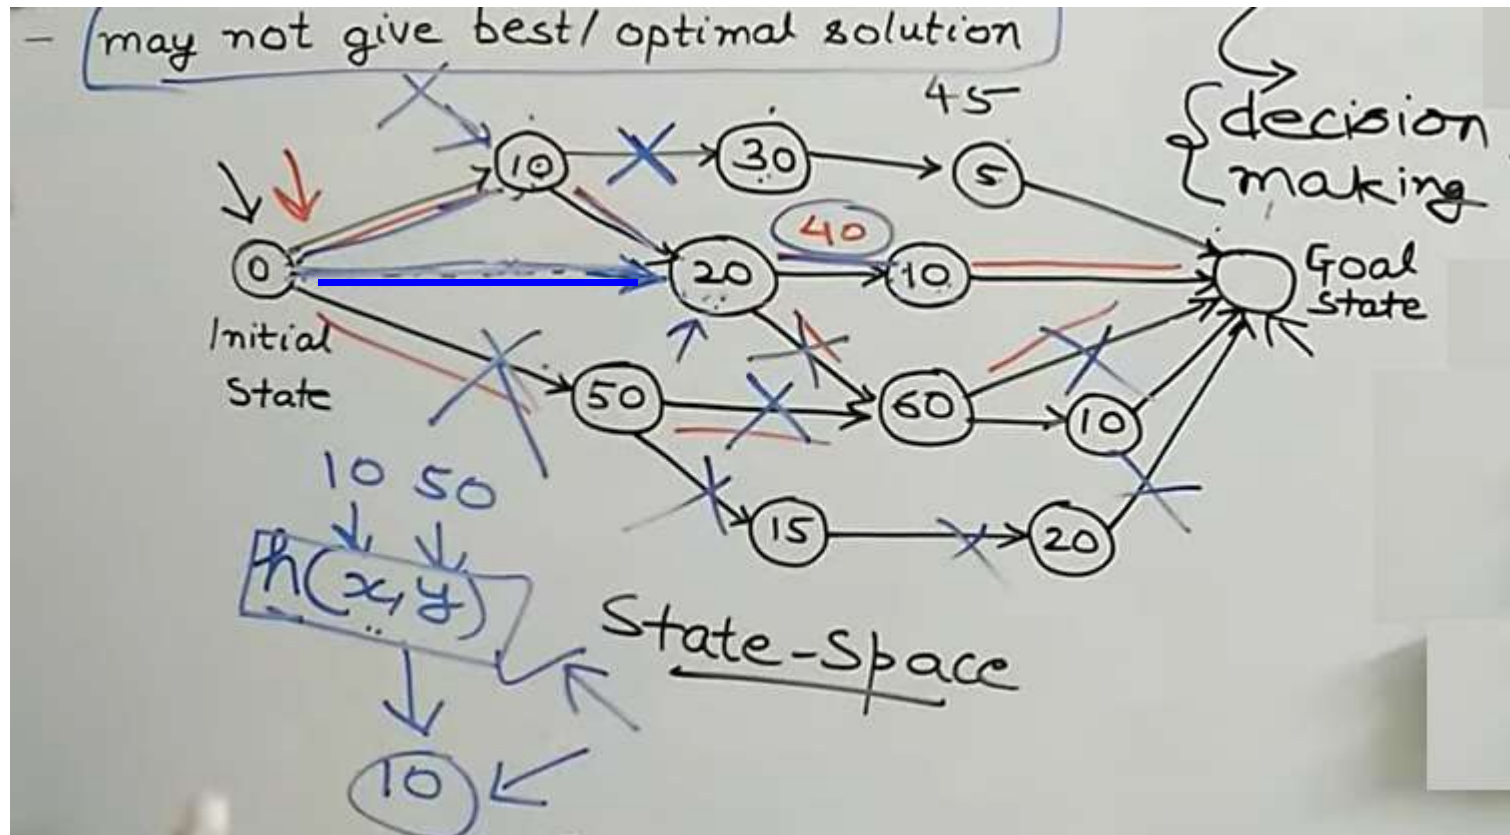 – may not give best/ optimal solution
45
decision
making
10 30 5
40
0 20 10
Goal
State
Initial
State
50 60 10
10 50
15 20
h(x,y)
State-Space
10